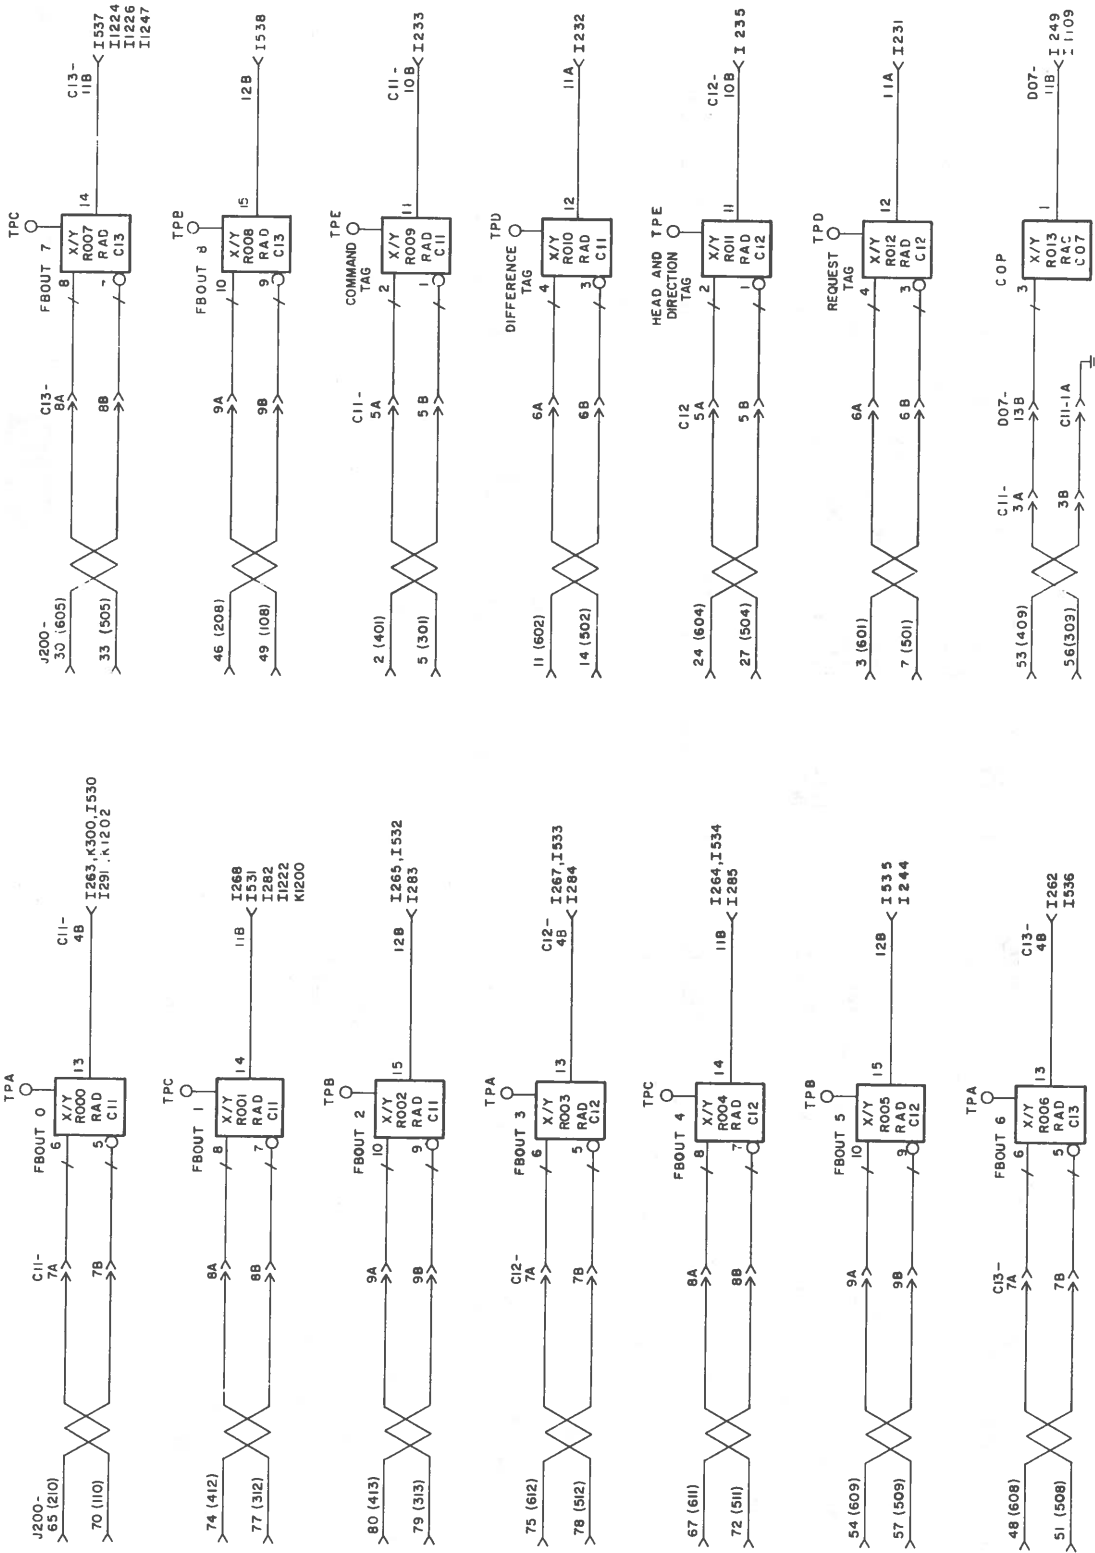 J200-
65 (210)
70 (110)
C11-
7A
7B
FBOUT 0
6
5
TPA
X/Y
R000
RAD
C11
13
C11-
4B
I263,K300,I530
I291,K1202
74 (412)
77 (312)
8A
8B
FBOUT 1
8
7
TPC
X/Y
R001
RAD
C11
14
11B
I268
I531
I282
I1222
K1200
80 (413)
79 (313)
9A
9B
FBOUT 2
10
9
TPB
X/Y
R002
RAD
C11
15
12B
I265,I532
I283
75 (612)
78 (512)
C12-
7A
7B
FBOUT 3
6
5
TPA
X/Y
R003
RAD
C12
13
C12-
4B
I267,I533
I284
67 (611)
72 (511)
8A
8B
FBOUT 4
8
7
TPC
X/Y
R004
RAD
C12
14
11B
I264,I534
I285
54 (609)
57 (509)
9A
9B
FBOUT 5
10
9
TPB
X/Y
R005
RAD
C12
15
12B
I535
I244
48 (608)
51 (508)
C13-
7A
7B
FBOUT 6
6
5
TPA
X/Y
R006
RAD
C13
13
C13-
4B
I262
I536
J200-
30 (605)
33 (505)
C13-
8A
8B
FBOUT 7
8
7
TPC
X/Y
R007
RAD
C13
14
C13-
11B
I537
I1224
I1226
I1247
46 (208)
49 (108)
9A
9B
FBOUT 8
10
9
TPB
X/Y
R008
RAD
C13
15
12B
I538
2 (401)
5 (301)
C11-
5A
5B
COMMAND
TAG
2
1
TPE
X/Y
R009
RAD
C11
11
C11-
10B
I233
11 (602)
14 (502)
6A
6B
DIFFERENCE
TAG
4
3
TPD
X/Y
R010
RAD
C11
12
11A
I232
24 (604)
27 (504)
C12
5A
5B
HEAD AND
DIRECTION
TAG
2
1
TPE
X/Y
R011
RAD
C12
11
C12-
10B
I 235
3 (601)
7 (501)
6A
6B
REQUEST
TAG
4
3
TPD
X/Y
R012
RAD
C12
12
11A
I231
53 (409)
56(309)
C11-
3A
3B
D07-
13B
C11-1A
COP
3
X/Y
R013
RAC
C07
1
D07-
11B
I 249
I109